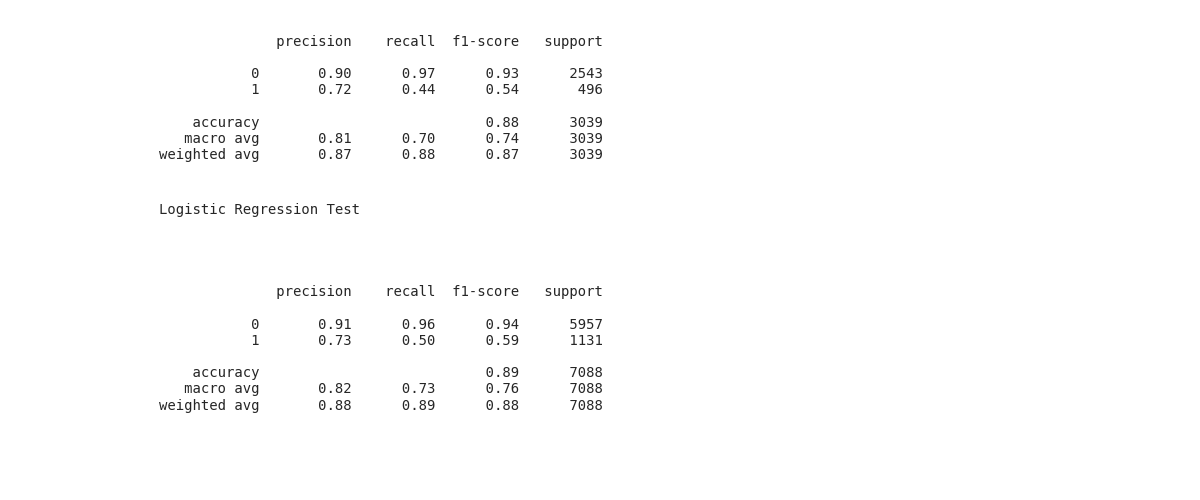 precision    recall  f1-score   support
0       0.90      0.97      0.93      2543
1       0.72      0.44      0.54       496
accuracy                           0.88      3039
macro avg       0.81      0.70      0.74      3039
weighted avg       0.87      0.88      0.87      3039
Logistic Regression Test
precision    recall  f1-score   support
0       0.91      0.96      0.94      5957
1       0.73      0.50      0.59      1131
accuracy                           0.89      7088
macro avg       0.82      0.73      0.76      7088
weighted avg       0.88      0.89      0.88      7088